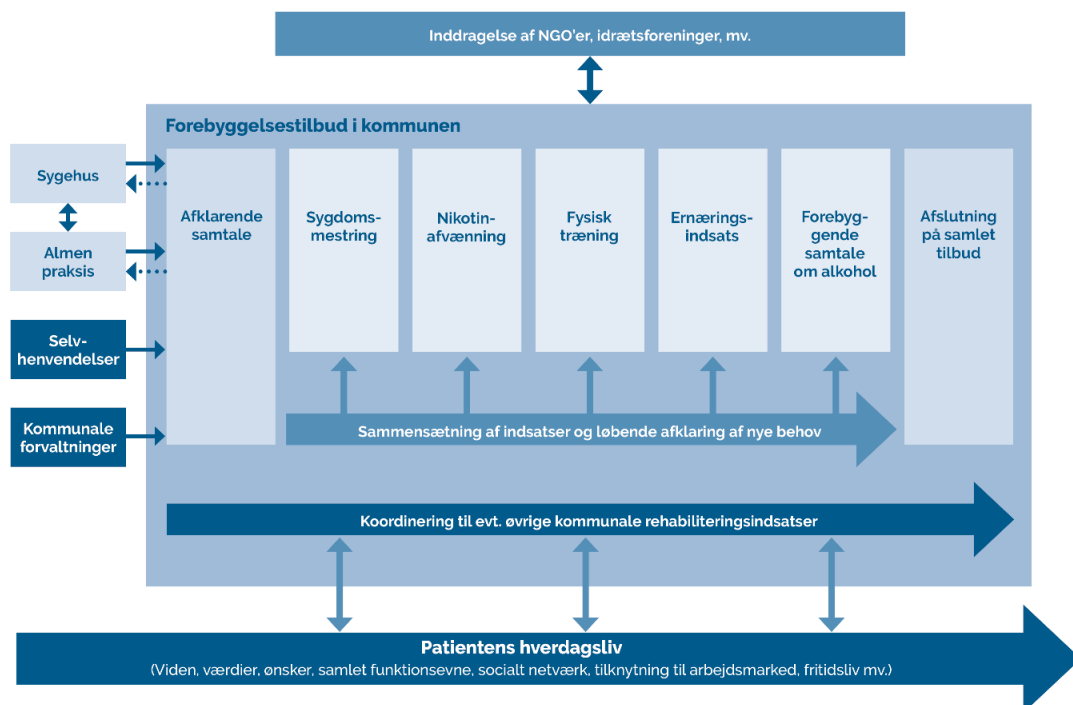 Inddragelse af NGO'er, idrætsforeninger, mv.
Forebyggelsestilbud i kommunen
Sygehus
Almen
praksis
Selv-
henvendelser
Kommunale
forvaltninger
Afklarende
samtale
Sygdoms-
mestring
Nikotin-
afvænning
Fysisk
træning
Ernærings-
indsats
Forebyg-
gende
samtale
om alkohol
Afslutning
på samlet
tilbud
Sammensætning af indsatser og løbende afklaring af nye behov
Koordinering til evt. øvrige kommunale rehabiliteringsindsatser
Patientens hverdagsliv
(Viden, værdier, ønsker, samlet funktionsevne, socialt netværk, tilknytning til arbejdsmarked, fritidsliv mv.)